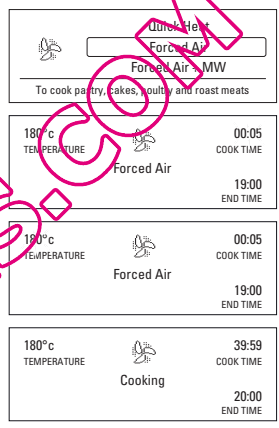 Quick Heat
Forced Air
Forced Air + MW
To cook pastry, cakes, poultry and roast meats
180°c 00:05
TEMPERATURE COOK TIME
Forced Air
19:00
END TIME
180°c 00:05
TEMPERATURE COOK TIME
Forced Air
19:00
END TIME
180°c 39:59
TEMPERATURE COOK TIME
Cooking
20:00
END TIME